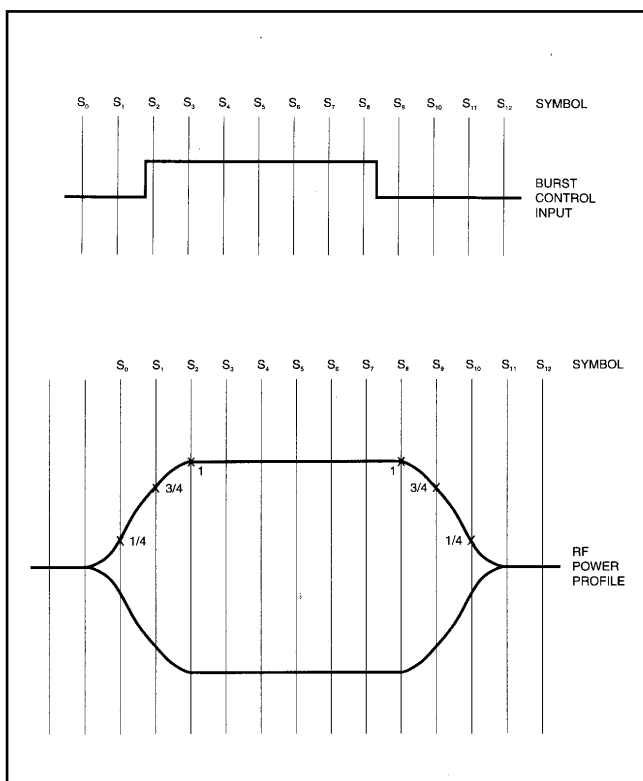 S₀ S₁ S₂ S₃ S₄ S₅ S₆ S₇ S₈ S₉ S₁₀ S₁₁ S₁₂ SYMBOL
BURST
CONTROL
INPUT
S₀ S₁ S₂ S₃ S₄ S₅ S₆ S₇ S₈ S₉ S₁₀ S₁₁ S₁₂ SYMBOL
1 1
3/4 3/4
1/4 1/4
RF
POWER
PROFILE